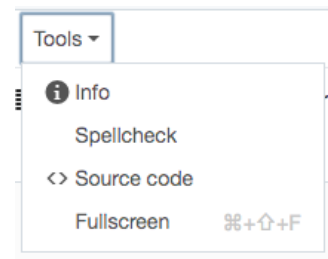 Tools
Info
Spellcheck
<> Source code
Fullscreen ⌘+⇧+F